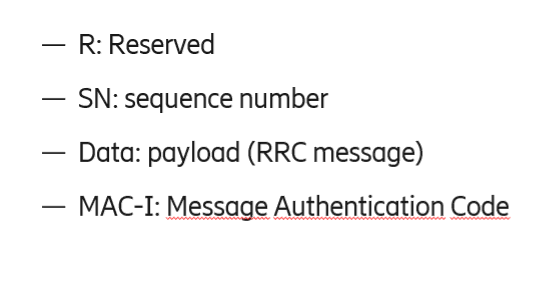 — R: Reserved
— SN: sequence number
— Data: payload (RRC message)
— MAC-I: Message Authentication Code